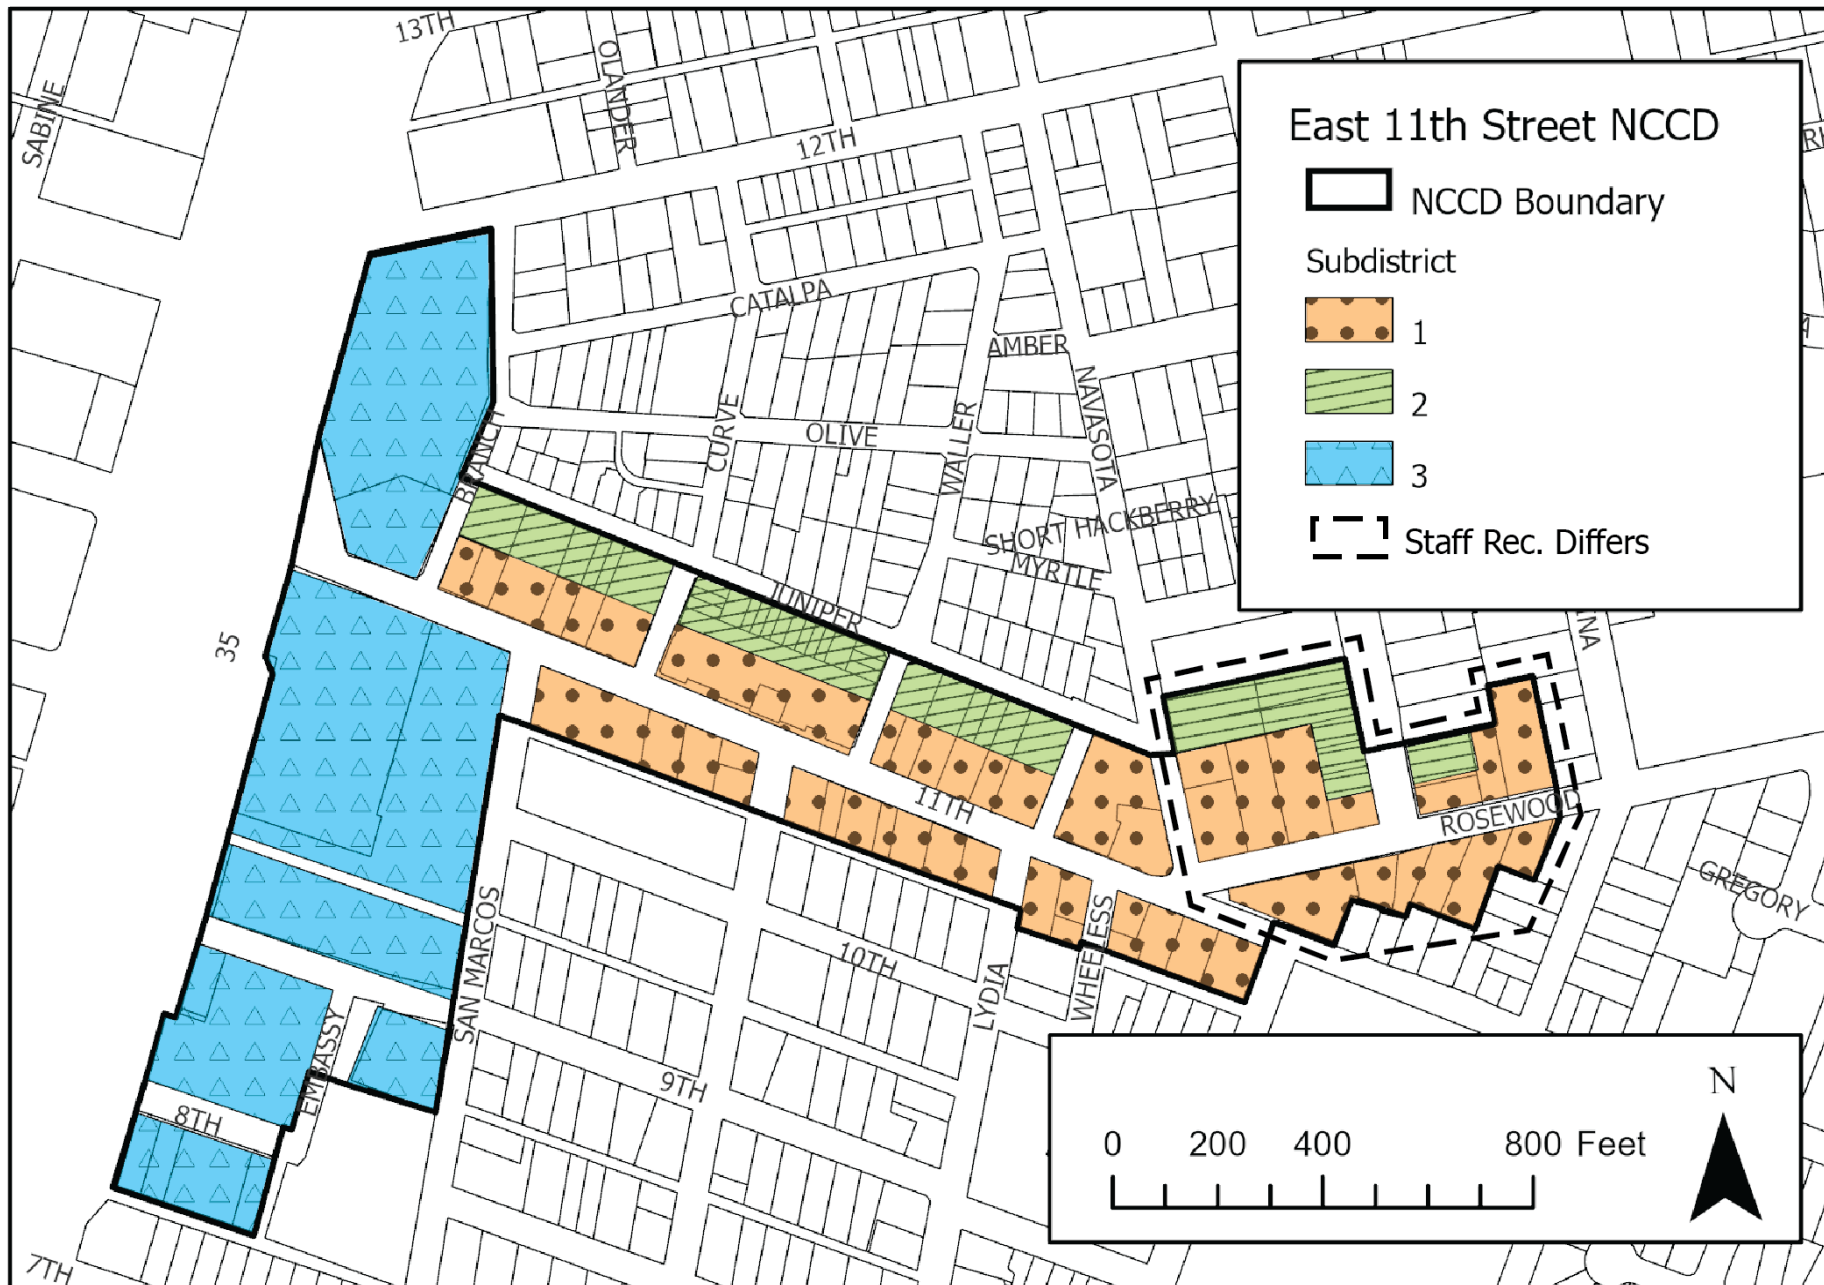 13TH
OLANDER
SABINE
12TH
East 11th Street NCCD
NCCD Boundary
Subdistrict
1
2
3
Staff Rec. Differs
CATALPA
AMBER
NAVASOTA
CURVE
OLIVE
WALLER
BRANCH
SHORT HACKBERRY
MYRTLE
JUNIPER
35
11TH
ROSEWOOD
GREGORY
SAN MARCOS
10TH
LYDIA
WHEELESS
EMBASSY
9TH
8TH
7TH
N
0 200 400 800 Feet